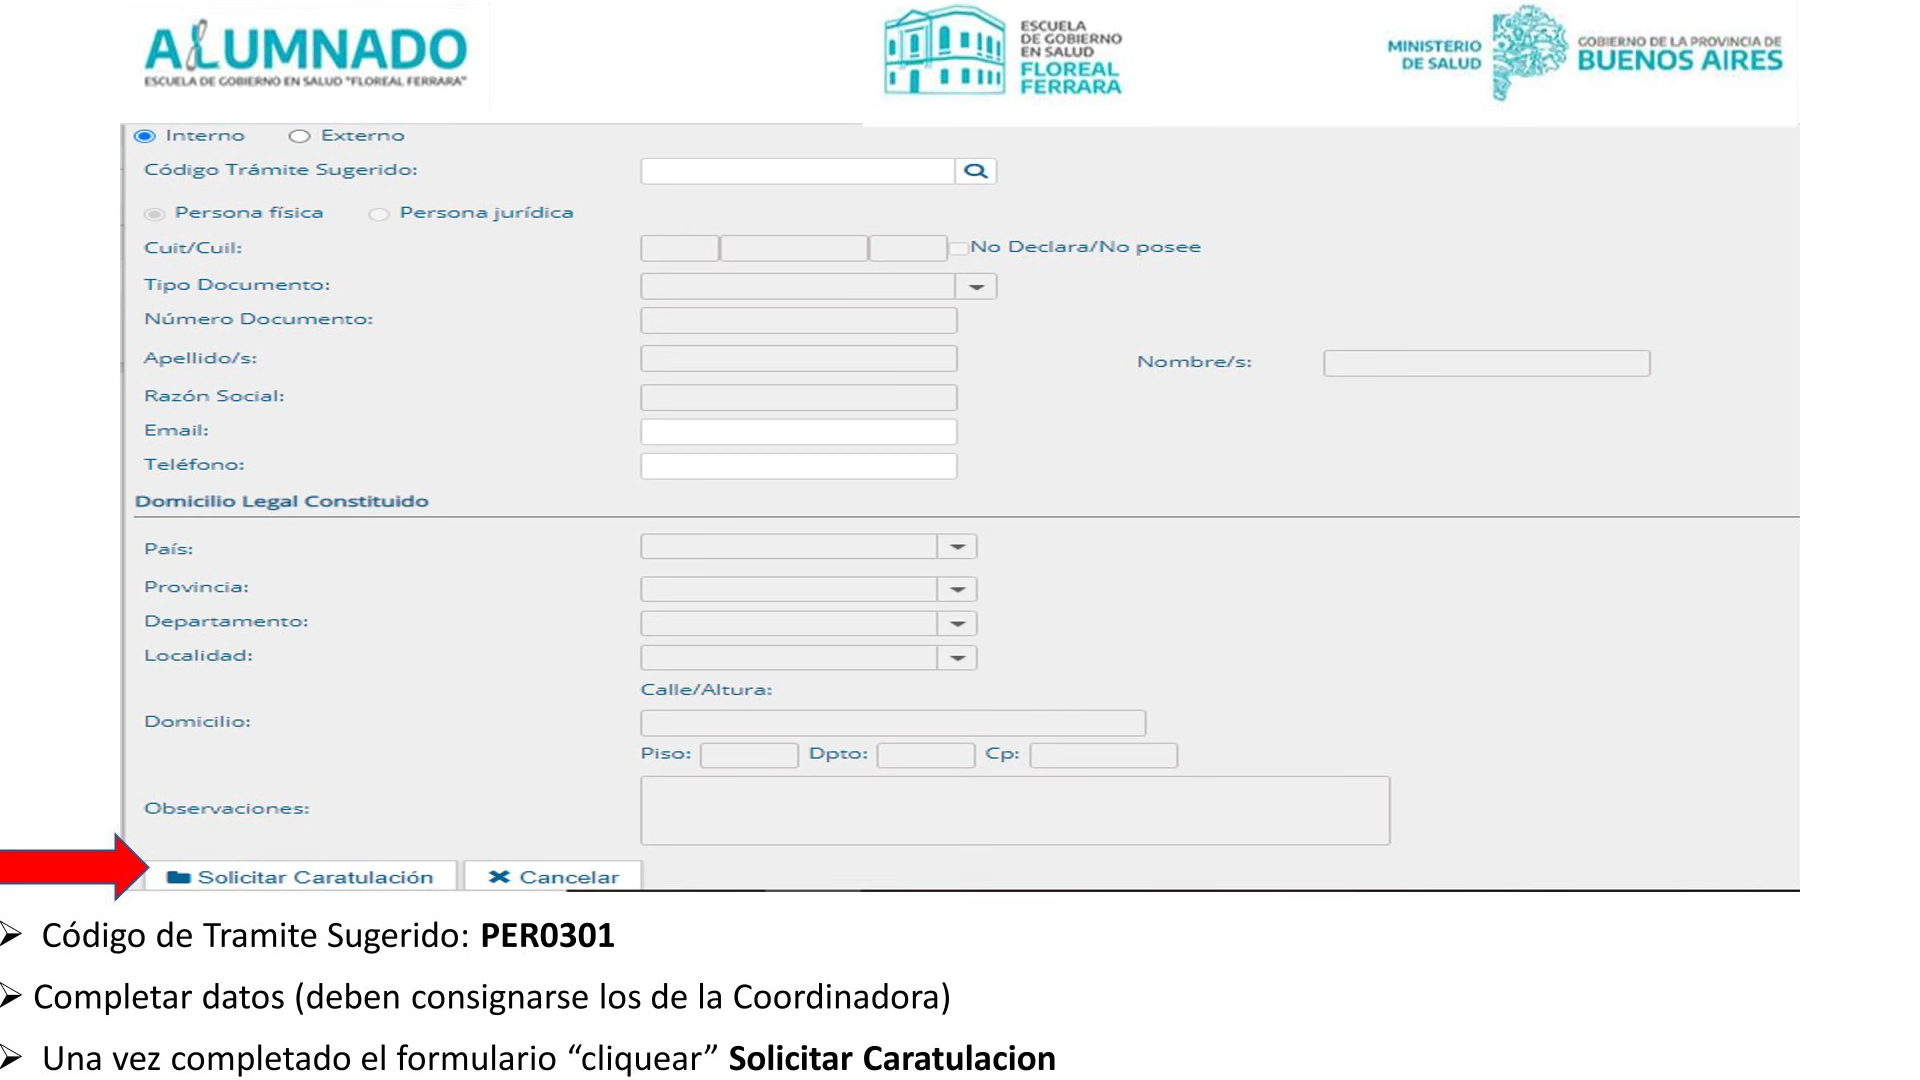 ALUMNADO
ESCUELA DE GOBIERNO EN SALUD "FLOREAL FERRARA"
ESCUELA
DE GOBIERNO
EN SALUD
FLOREAL
FERRARA
MINISTERIO
DE SALUD
GOBIERNO DE LA PROVINCIA DE
BUENOS AIRES
Interno Externo
Código Trámite Sugerido:
Persona física Persona jurídica
Cuit/Cuil: No Declara/No posee
Tipo Documento:
Número Documento:
Apellido/s: Nombre/s:
Razón Social:
Email:
Teléfono:
Domicilio Legal Constituido
País:
Provincia:
Departamento:
Localidad:
Calle/Altura:
Domicilio:
Piso: Dpto: Cp:
Observaciones:
Solicitar Caratulación Cancelar
Código de Tramite Sugerido: PER0301
Completar datos (deben consignarse los de la Coordinadora)
Una vez completado el formulario “cliquear” Solicitar Caratulacion